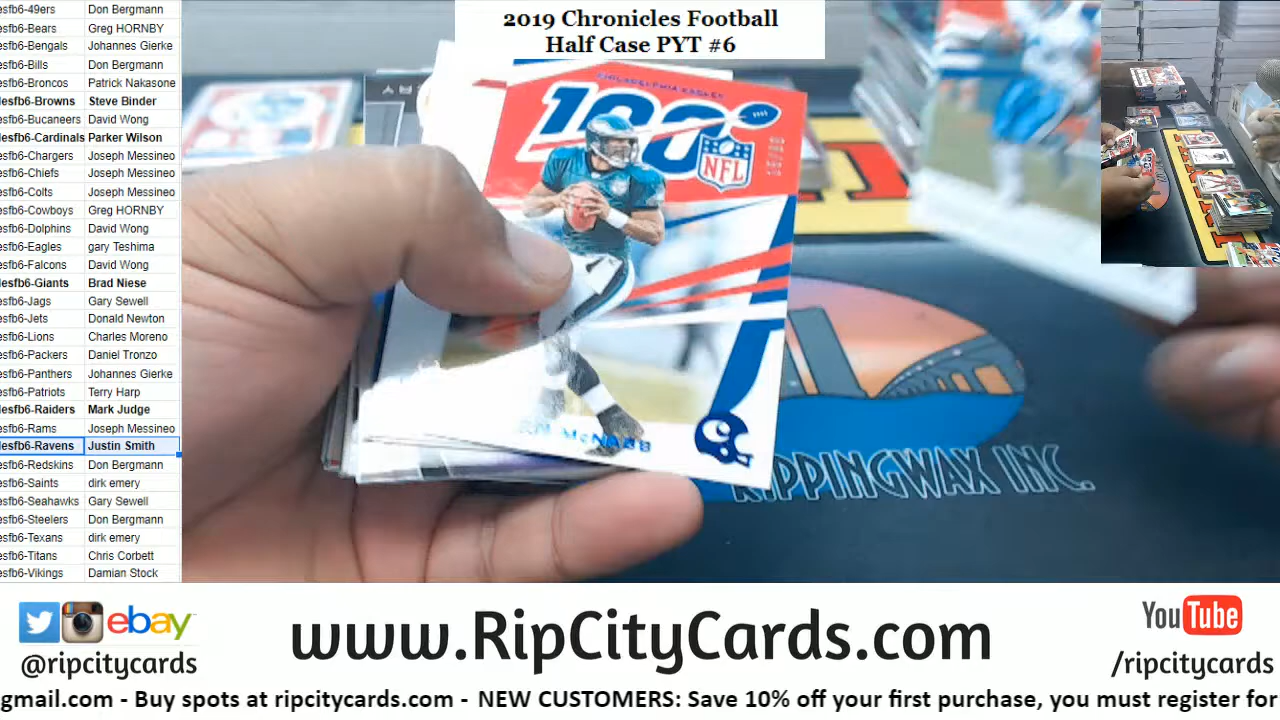 2019 Chronicles Football
Half Case PYT #6
esfb6-49ers Don Bergmann
esfb6-Bears Greg HORNBY
esfb6-Bengals Johannes Gierke
esfb6-Bills Don Bergmann
esfb6-Broncos Patrick Nakasone
esfb6-Browns Steve Binder
esfb6-Bucaneers David Wong
esfb6-Cardinals Parker Wilson
esfb6-Chargers Joseph Messineo
esfb6-Chiefs Joseph Messineo
esfb6-Colts Joseph Messineo
esfb6-Cowboys Greg HORNBY
esfb6-Dolphins David Wong
esfb6-Eagles gary Teshima
esfb6-Falcons David Wong
esfb6-Giants Brad Niese
esfb6-Jags Gary Sewell
esfb6-Jets Donald Newton
esfb6-Lions Charles Moreno
esfb6-Packers Daniel Tronzo
esfb6-Panthers Johannes Gierke
esfb6-Patriots Terry Harp
esfb6-Raiders Mark Judge
esfb6-Rams Joseph Messineo
esfb6-Ravens Justin Smith
esfb6-Redskins Don Bergmann
esfb6-Saints dirk emery
esfb6-Seahawks Gary Sewell
esfb6-Steelers Don Bergmann
esfb6-Texans dirk emery
esfb6-Titans Chris Corbett
esfb6-Vikings Damian Stock
PHILADELPHIA EAGLES
100
NFL
McNABB
RIPPINGWAX INC.
ebay
@ripcitycards
www.RipCityCards.com
YouTube
/ripcitycards
gmail.com - Buy spots at ripcitycards.com - NEW CUSTOMERS: Save 10% off your first purchase, you must register for